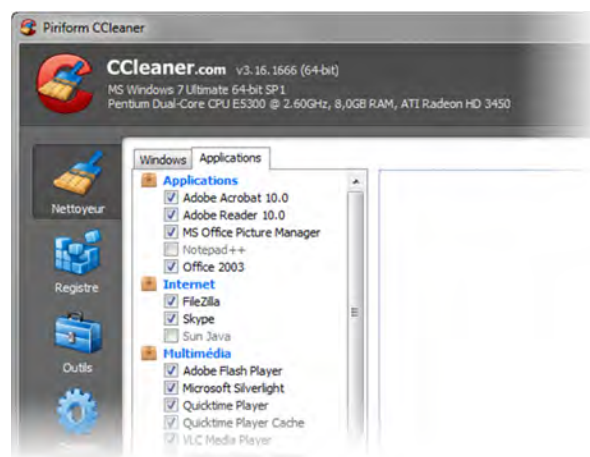 Piriform CCleaner
CCleaner.com v3.16.1666 (64-bit)
MS Windows 7 Ultimate 64-bit SP1
Pentium Dual-Core CPU E5300 @ 2.60GHz, 8,0GB RAM, ATI Radeon HD 3450
Windows Applications
Nettoyeur
Registre
Outils
Applications
Adobe Acrobat 10.0
Adobe Reader 10.0
MS Office Picture Manager
Notepad++
Office 2003
Internet
FileZilla
Skype
Sun Java
Multimédia
Adobe Flash Player
Microsoft Silverlight
Quicktime Player
Quicktime Player Cache
VLC Media Player